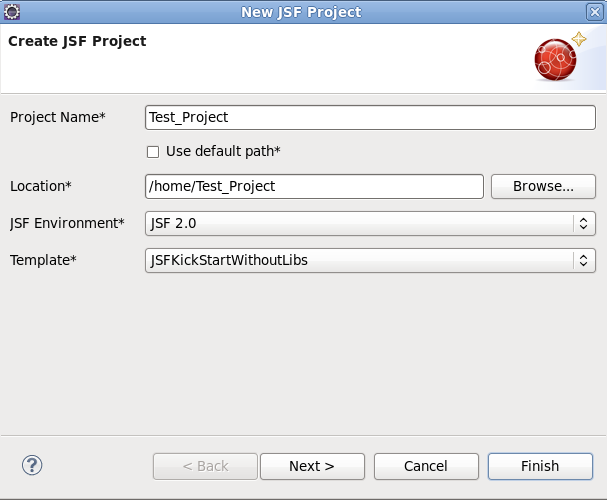 New JSF Project
Create JSF Project
Project Name* Test_Project
Use default path*
Location* /home/Test_Project Browse...
JSF Environment* JSF 2.0
Template* JSFKickStartWithoutLibs
? < Back Next > Cancel Finish